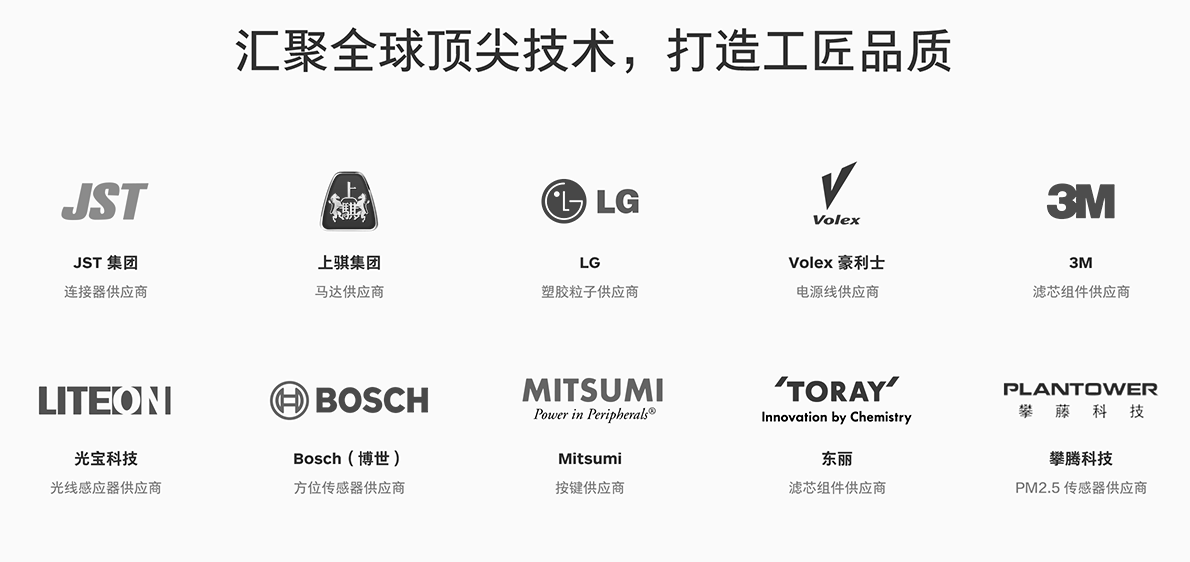 汇聚全球顶尖技术，打造工匠品质
JST
上
骐
LG
Volex
3M
JST 集团
上骐集团
LG
Volex 豪利士
3M
连接器供应商
马达供应商
塑胶粒子供应商
电源线供应商
滤芯组件供应商
LITEON
BOSCH
MITSUMI
Power in Peripherals®
TORAY
Innovation by Chemistry
PLANTOWER
攀藤科技
光宝科技
Bosch（博世）
Mitsumi
东丽
攀腾科技
光线感应器供应商
方位传感器供应商
按键供应商
滤芯组件供应商
PM2.5 传感器供应商